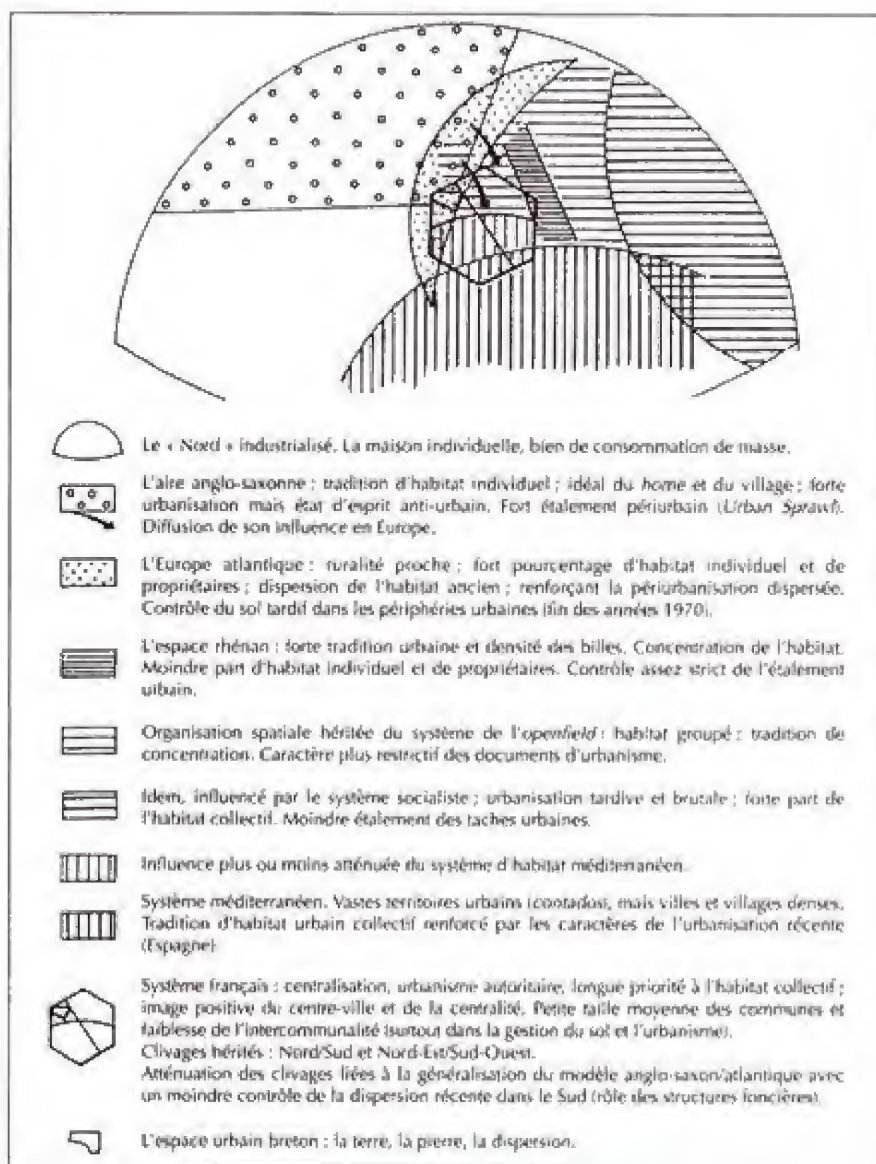 Le « Nord » industrialisé. La maison individuelle, bien de consommation de masse.
L'aire anglo-saxonne : tradition d'habitat individuel ; idéal du home et du village ; forte
urbanisation mais état d'esprit anti-urbain. Fort étalement périurbain (Urban Sprawl).
Diffusion de son influence en Europe.
L'Europe atlantique : ruralité proche ; fort pourcentage d'habitat individuel et de
propriétaires ; dispersion de l'habitat ancien ; renforçant la périurbanisation dispersée.
Contrôle du sol tardif dans les périphéries urbaines (fin des années 1970).
L'espace rhénan : forte tradition urbaine et densité des billes. Concentration de l'habitat.
Moindre part d'habitat individuel et de propriétaires. Contrôle assez strict de l'étalement
urbain.
Organisation spatiale héritée du système de l'openfield : habitat groupé ; tradition de
concentration. Caractère plus restrictif des documents d'urbanisme.
Idem, influencé par le système socialiste ; urbanisation tardive et brutale ; forte part de
l'habitat collectif. Moindre étalement des taches urbaines.
Influence plus ou moins atténuée du système d'habitat méditerranéen.
Système méditerranéen. Vastes territoires urbains (contados), mais villes et villages denses.
Tradition d'habitat urbain collectif renforcé par les caractères de l'urbanisation récente
(Espagne)
Système français : centralisation, urbanisme autoritaire, longue priorité à l'habitat collectif ;
image positive du centre-ville et de la centralité. Petite taille moyenne des communes et
faiblesse de l'intercommunalité (surtout dans la gestion du sol et l'urbanisme).
Clivages hérités : Nord/Sud et Nord-Est/Sud-Ouest.
Atténuation des clivages liées à la généralisation du modèle anglo-saxon/atlantique avec
un moindre contrôle de la dispersion récente dans le Sud (rôle des structures foncières).
L'espace urbain breton : la terre, la pierre, la dispersion.